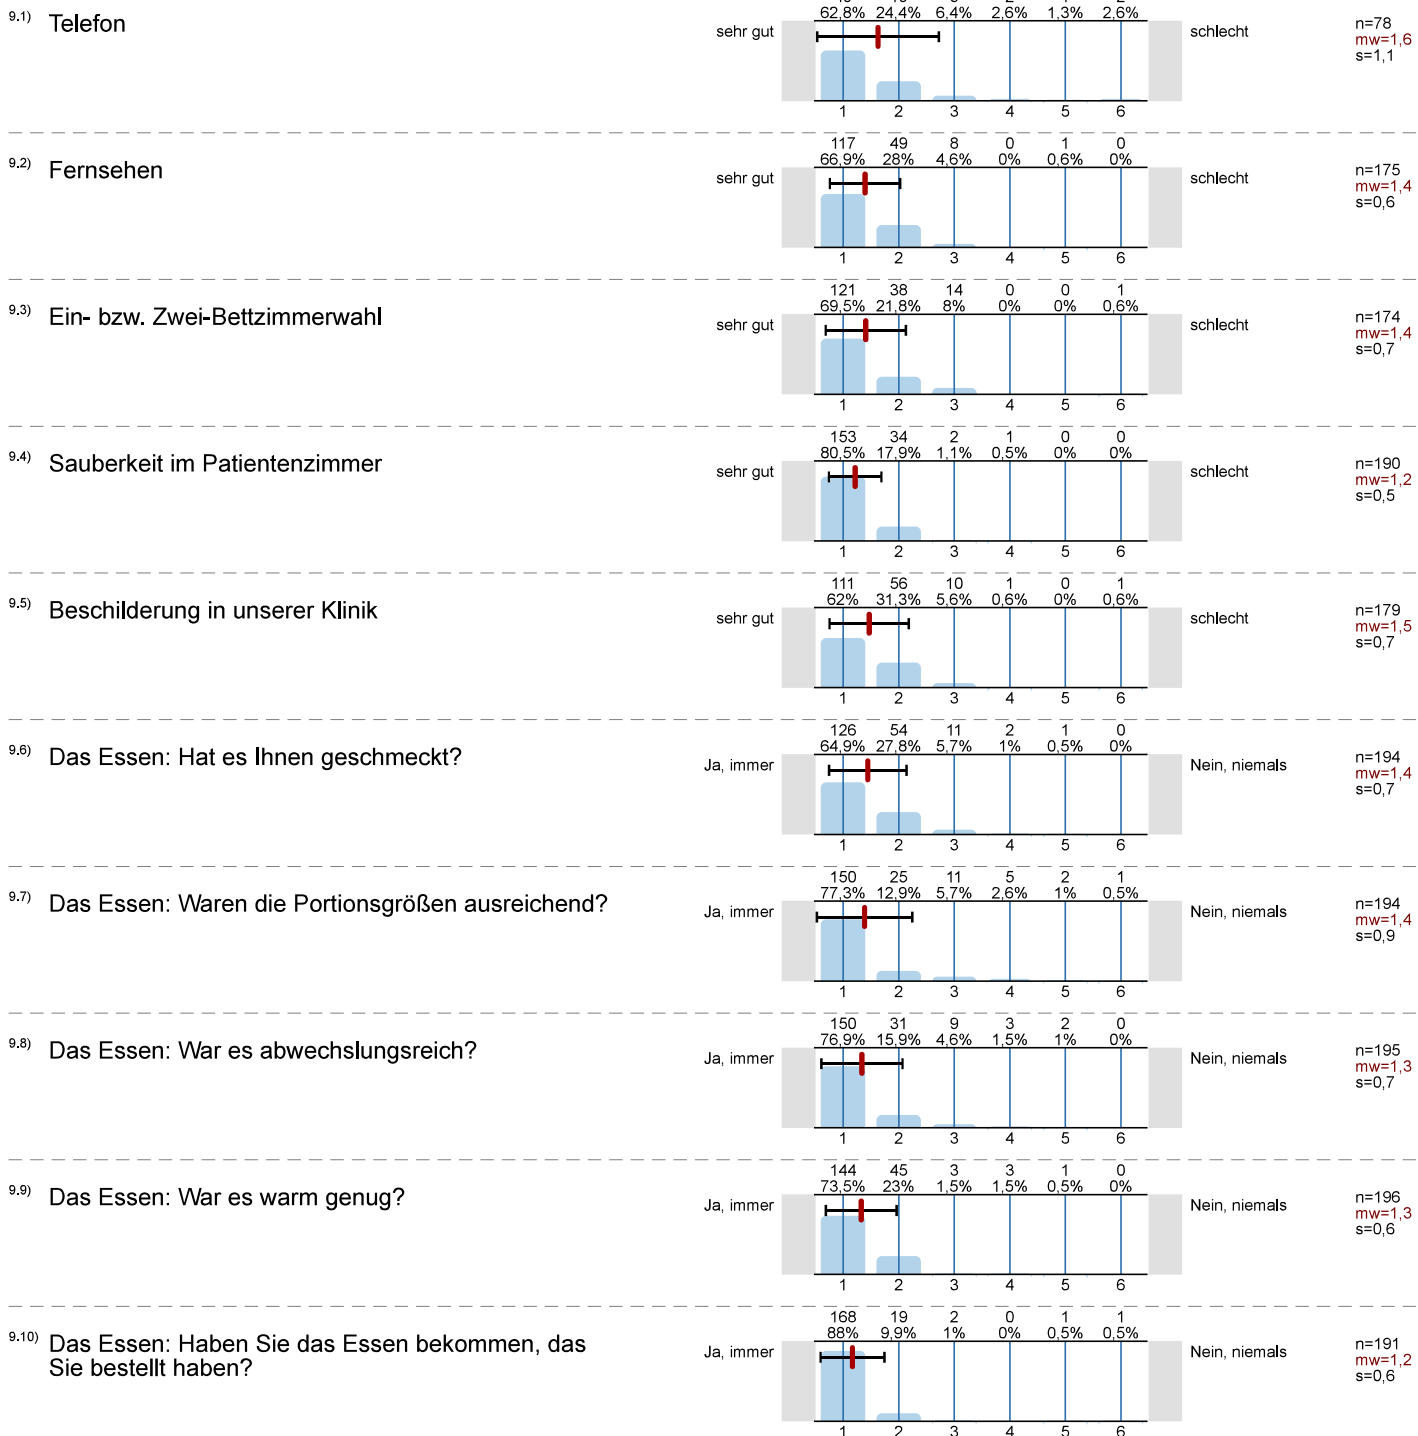 9.1) Telefon
62,8% 24,4% 6,4% 2,6% 1,3% 2,6%
sehr gut schlecht
n=78
mw=1,6
s=1,1
1 2 3 4 5 6
9.2) Fernsehen
117 49 8 0 1 0
66,9% 28% 4,6% 0% 0,6% 0%
sehr gut schlecht
n=175
mw=1,4
s=0,6
1 2 3 4 5 6
9.3) Ein- bzw. Zwei-Bettzimmerwahl
121 38 14 0 0 1
69,5% 21,8% 8% 0% 0% 0,6%
sehr gut schlecht
n=174
mw=1,4
s=0,7
1 2 3 4 5 6
9.4) Sauberkeit im Patientenzimmer
153 34 2 1 0 0
80,5% 17,9% 1,1% 0,5% 0% 0%
sehr gut schlecht
n=190
mw=1,2
s=0,5
1 2 3 4 5 6
9.5) Beschilderung in unserer Klinik
111 56 10 1 0 1
62% 31,3% 5,6% 0,6% 0% 0,6%
sehr gut schlecht
n=179
mw=1,5
s=0,7
1 2 3 4 5 6
9.6) Das Essen: Hat es Ihnen geschmeckt?
126 54 11 2 1 0
64,9% 27,8% 5,7% 1% 0,5% 0%
Ja, immer Nein, niemals
n=194
mw=1,4
s=0,7
1 2 3 4 5 6
9.7) Das Essen: Waren die Portionsgrößen ausreichend?
150 25 11 5 2 1
77,3% 12,9% 5,7% 2,6% 1% 0,5%
Ja, immer Nein, niemals
n=194
mw=1,4
s=0,9
1 2 3 4 5 6
9.8) Das Essen: War es abwechslungsreich?
150 31 9 3 2 0
76,9% 15,9% 4,6% 1,5% 1% 0%
Ja, immer Nein, niemals
n=195
mw=1,3
s=0,7
1 2 3 4 5 6
9.9) Das Essen: War es warm genug?
144 45 3 3 1 0
73,5% 23% 1,5% 1,5% 0,5% 0%
Ja, immer Nein, niemals
n=196
mw=1,3
s=0,6
1 2 3 4 5 6
9.10) Das Essen: Haben Sie das Essen bekommen, das
Sie bestellt haben?
168 19 2 0 1 1
88% 9,9% 1% 0% 0,5% 0,5%
Ja, immer Nein, niemals
n=191
mw=1,2
s=0,6
1 2 3 4 5 6